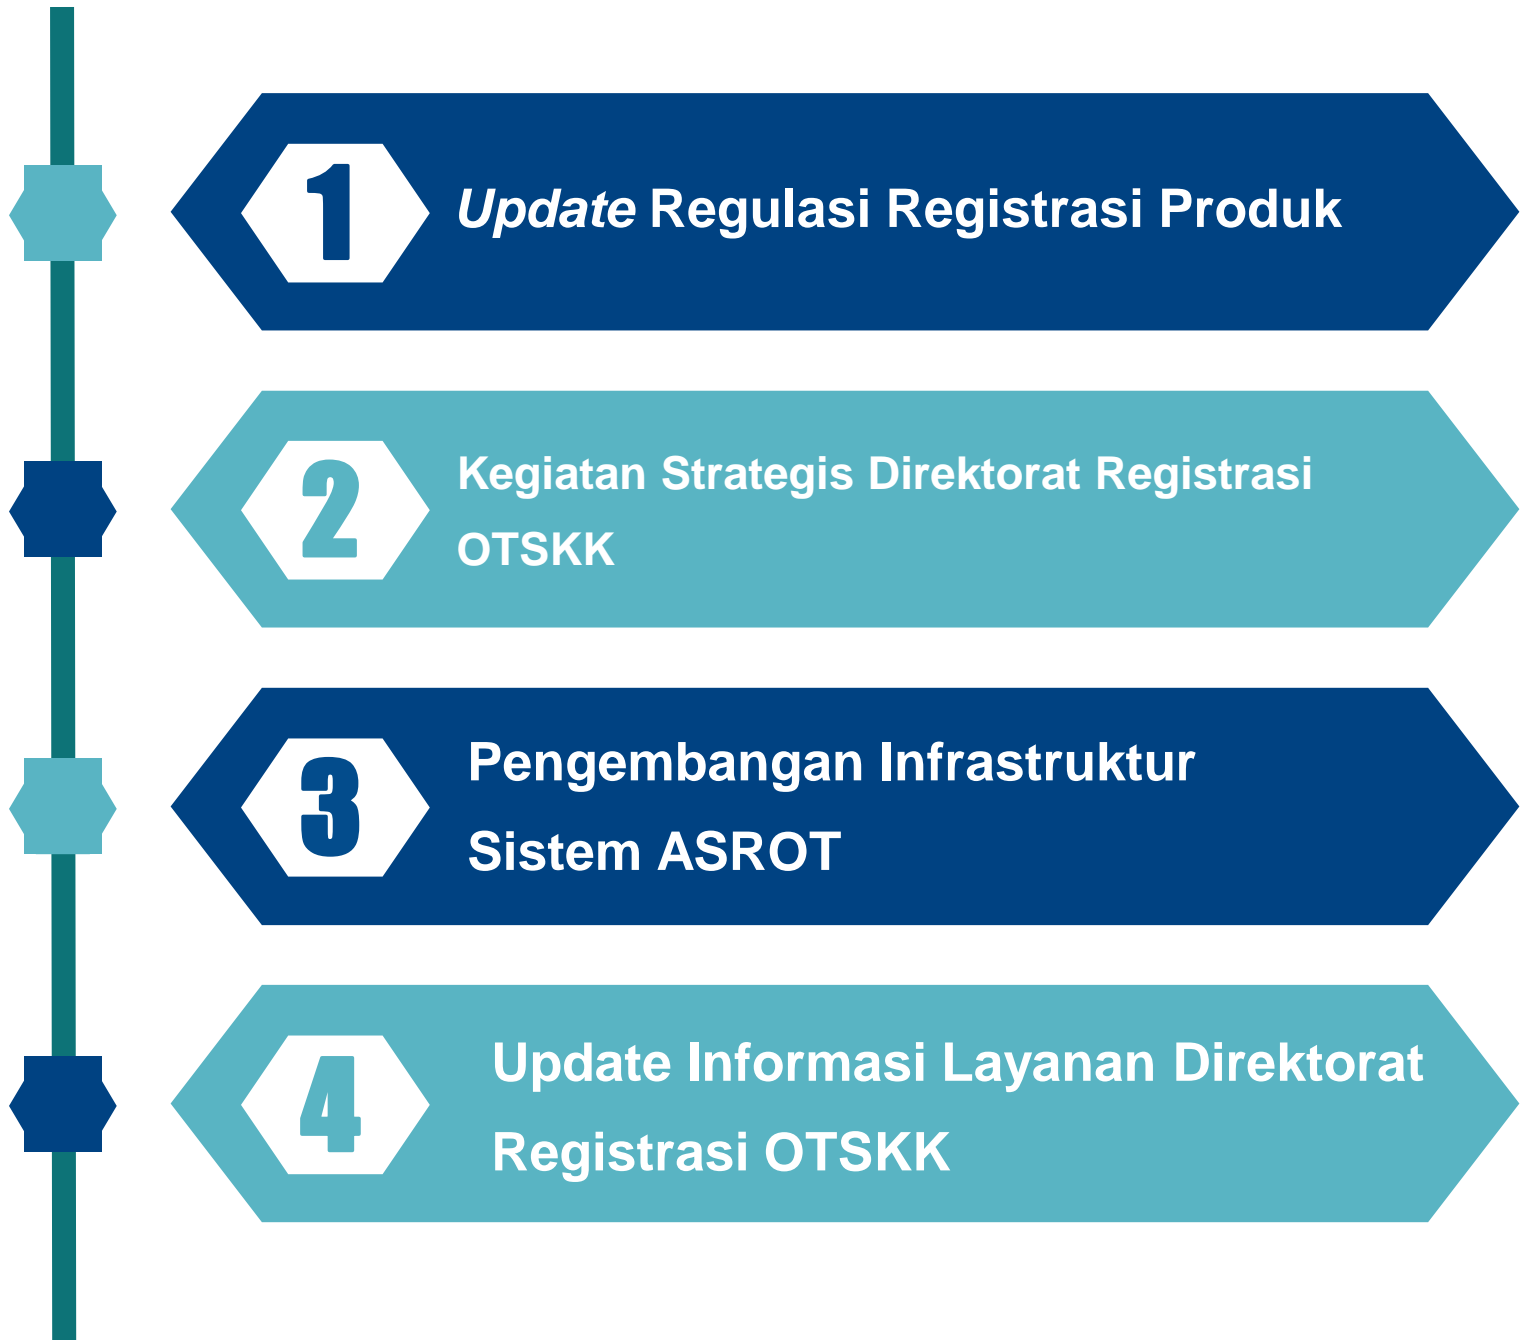 1
Update Regulasi Registrasi Produk
2
Kegiatan Strategis Direktorat Registrasi
OTSKK
3
Pengembangan Infrastruktur
Sistem ASROT
4
Update Informasi Layanan Direktorat
Registrasi OTSKK